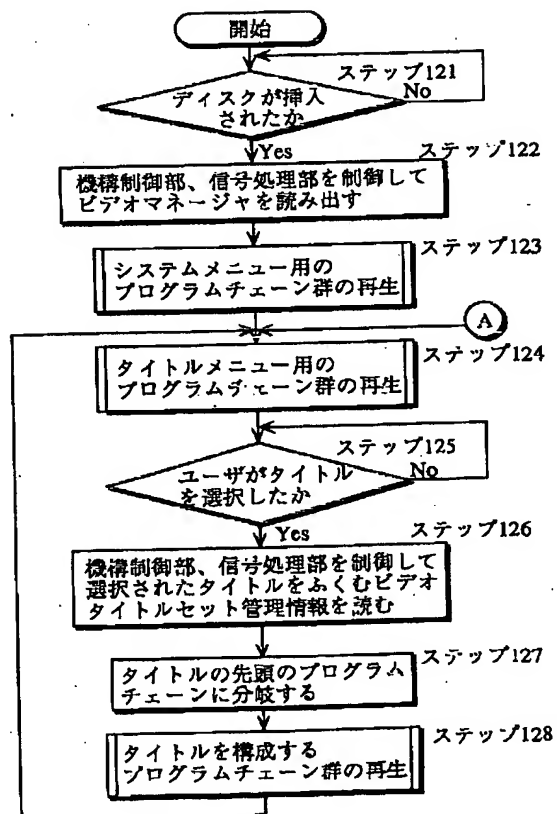 開始
ステップ121
ディスクが挿入
されたか
No
Yes
ステップ122
機構制御部、信号処理部を制御して
ビデオマネージャを読み出す
ステップ123
システムメニュー用の
プログラムチェーン群の再生
A
ステップ124
タイトルメニュー用の
プログラムチェーン群の再生
ステップ125
ユーザがタイトル
を選択したか
No
Yes
ステップ126
機構制御部、信号処理部を制御して
選択されたタイトルをふくむビデオ
タイトルセット管理情報を読む
ステップ127
タイトルの先頭のプログラム
チェーンに分岐する
ステップ128
タイトルを構成する
プログラムチェーン群の再生